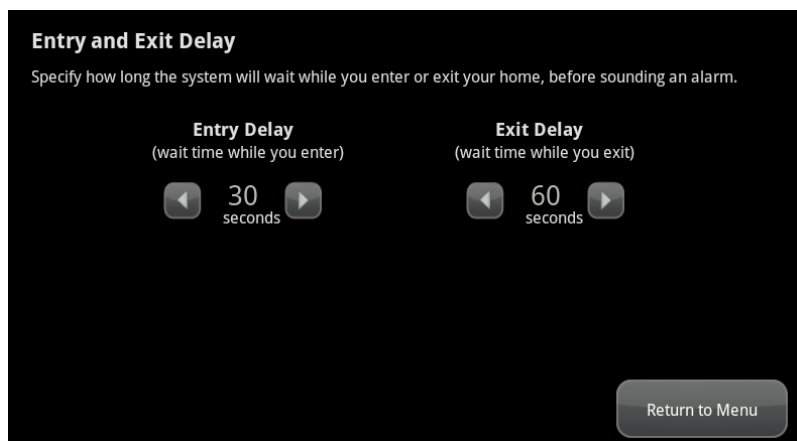 Entry and Exit Delay
Specify how long the system will wait while you enter or exit your home, before sounding an alarm.
Entry Delay
(wait time while you enter)
30
seconds
Exit Delay
(wait time while you exit)
60
seconds
Return to Menu